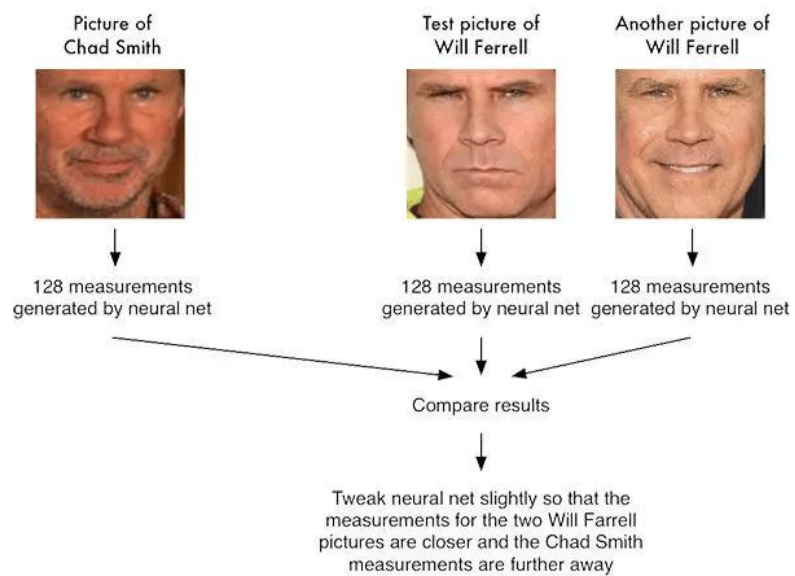 Picture of
Chad Smith
Test picture of
Will Ferrell
Another picture of
Will Ferrell
128 measurements
generated by neural net
128 measurements
generated by neural net
128 measurements
generated by neural net
Compare results
Tweak neural net slightly so that the
measurements for the two Will Farrell
pictures are closer and the Chad Smith
measurements are further away